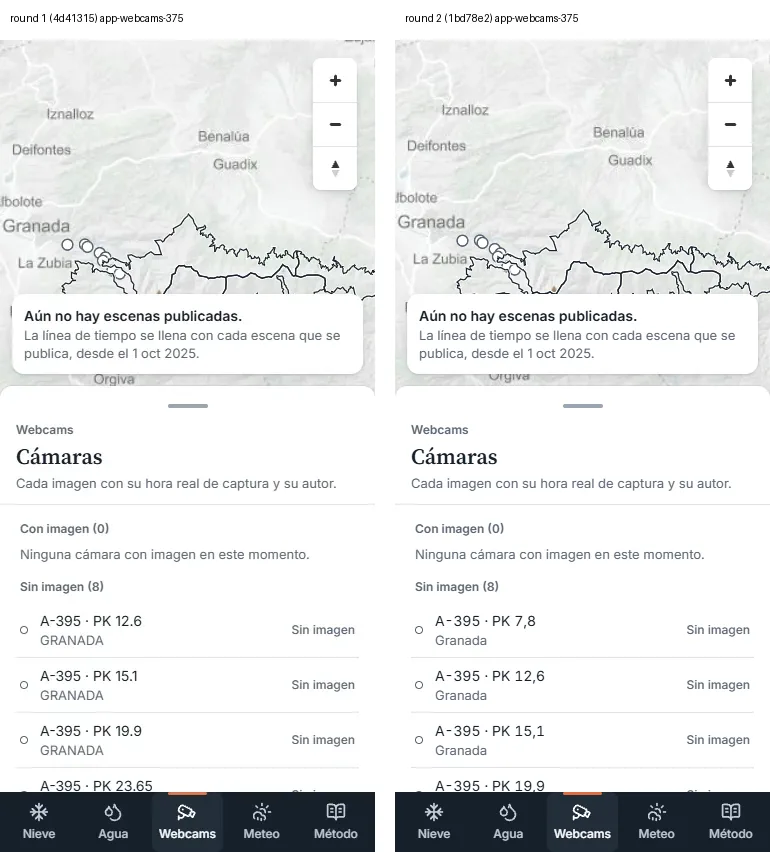 round 1 (4d41315) app-webcams-375
Iznalloz
Benalúa
Deifontes
Guadix
lbolote
Granada
La Zubia
Aún no hay escenas publicadas.
La línea de tiempo se llena con cada escena que se
publica, desde el 1 oct 2025.
Orgiva
Webcams
Cámaras
Cada imagen con su hora real de captura y su autor.
Con imagen (0)
Ninguna cámara con imagen en este momento.
Sin imagen (8)
A-395 · PK 12.6
Sin imagen
GRANADA
A-395 · PK 15.1
Sin imagen
GRANADA
A-395 · PK 19.9
Sin imagen
GRANADA
A-395 · PK 23.65
Nieve
Agua
Webcams
Meteo
Método
round 2 (1bd78e2) app-webcams-375
Iznalloz
Benalúa
Deifontes
Guadix
lbolote
Granada
La Zubia
Aún no hay escenas publicadas.
La línea de tiempo se llena con cada escena que se
publica, desde el 1 oct 2025.
Orgiva
Webcams
Cámaras
Cada imagen con su hora real de captura y su autor.
Con imagen (0)
Ninguna cámara con imagen en este momento.
Sin imagen (8)
A-395 · PK 7,8
Sin imagen
Granada
A-395 · PK 12,6
Sin imagen
Granada
A-395 · PK 15,1
Sin imagen
Granada
A-395 · PK 19,9
Nieve
Agua
Webcams
Meteo
Método